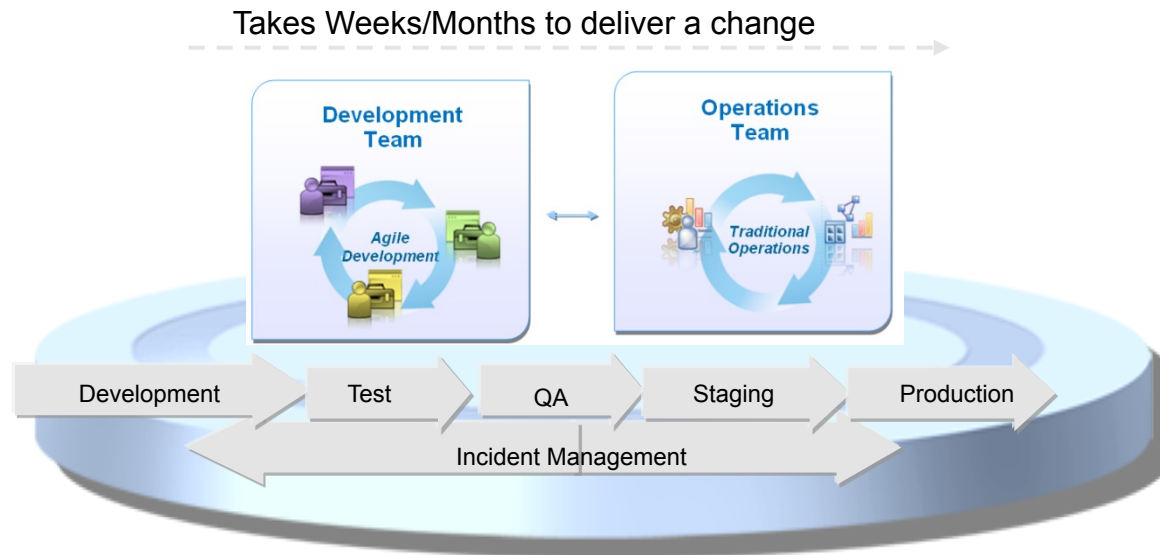 Takes Weeks/Months to deliver a change
Development
Team
Agile
Development
Operations
Team
Traditional
Operations
Development
Test
QA
Staging
Production
Incident Management